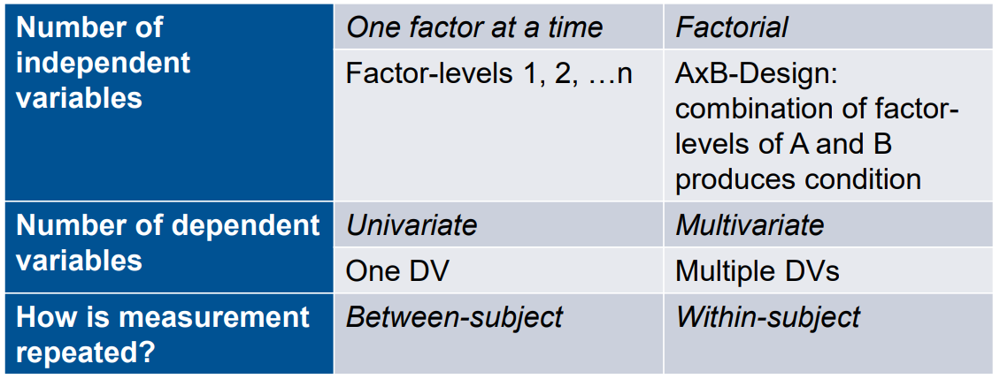 Number of
independent
variables
One factor at a time
Factorial
Factor-levels 1, 2, …n
AxB-Design:
combination of factor-
levels of A and B
produces condition
Number of dependent
variables
Univariate
Multivariate
One DV
Multiple DVs
How is measurement
repeated?
Between-subject
Within-subject